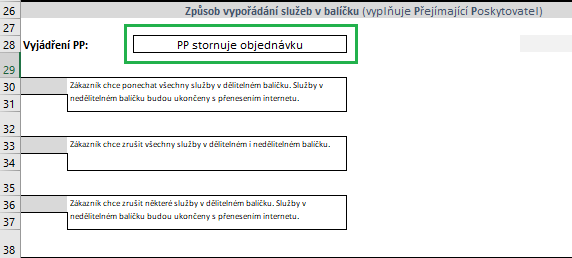 26 Způsob vypořádání služeb v balíčku (vyplňuje Přejímající Poskytovatel)
27
28 Vyjádření PP: PP stornuje objednávku
29
30 Zákazník chce ponechat všechny služby v dělitelném balíčku. Služby v
31 nedělitelném balíčku budou ukončeny s přenesením internetu.
32
33 Zákazník chce zrušit všechny služby v dělitelném i nedělitelném balíčku.
34
35
36 Zákazník chce zrušit některé služby v dělitelném balíčku. Služby v
37 nedělitelném balíčku budou ukončeny s přenesením internetu.
38